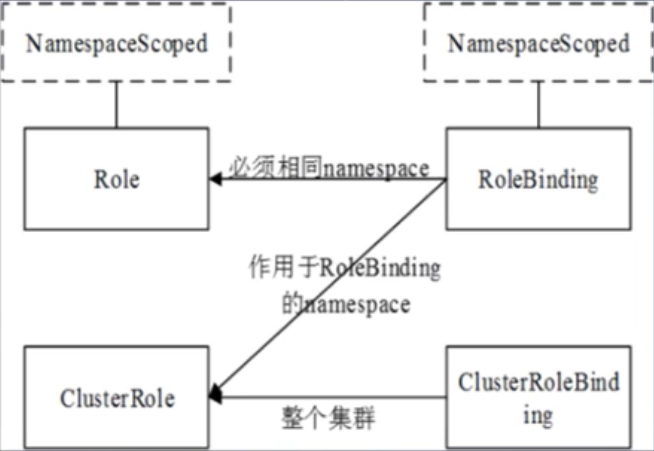 NamespaceScoped
NamespaceScoped
Role
必须相同namespace
RoleBinding
作用于RoleBinding
的namespace
ClusterRole
整个集群
ClusterRoleBind
ing